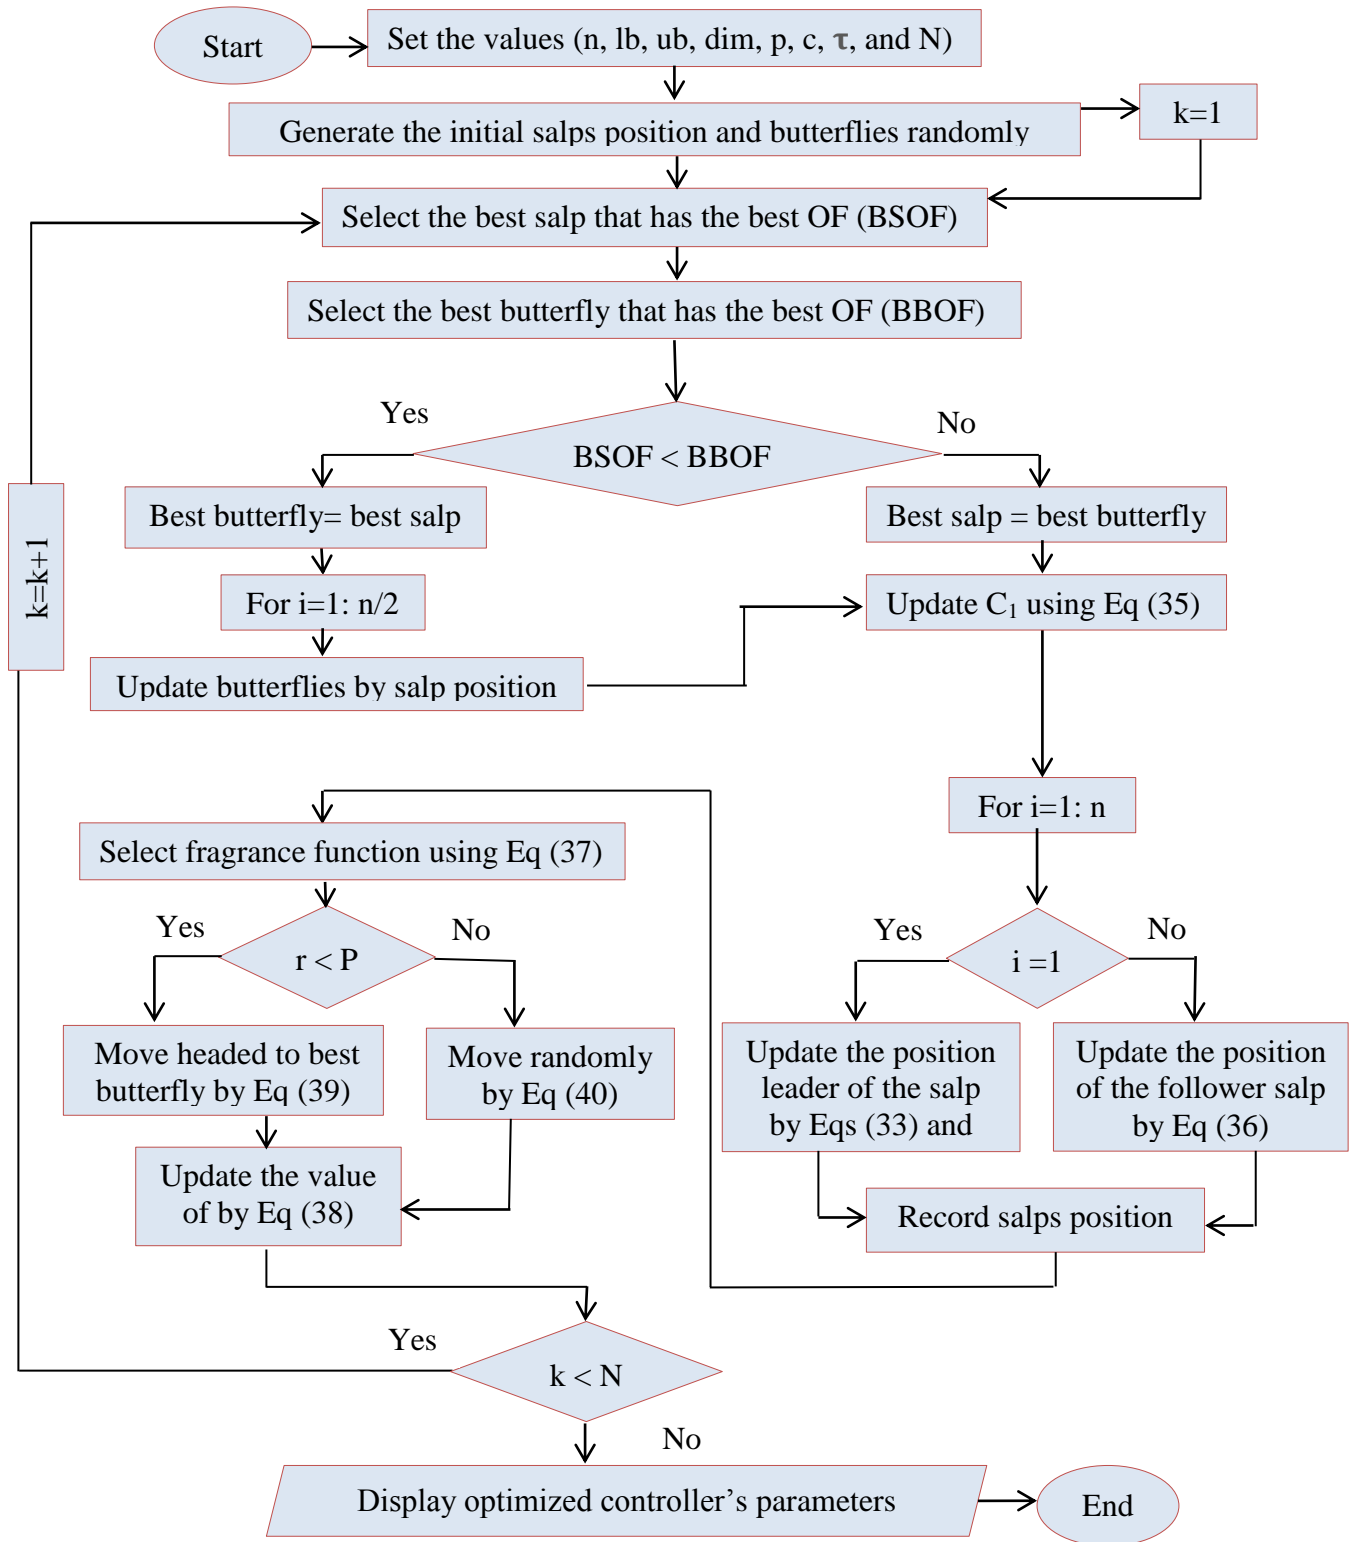 Start
Set the values (n, lb, ub, dim, p, c, τ, and N)
Generate the initial salps position and butterflies randomly
k=1
Select the best salp that has the best OF (BSOF)
Select the best butterfly that has the best OF (BBOF)
Yes
No
BSOF < BBOF
Best butterfly= best salp
Best salp = best butterfly
k=k+1
For i=1: n/2
Update C₁ using Eq (35)
Update butterflies by salp position
For i=1: n
Select fragrance function using Eq (37)
Yes
No
r < P
Yes
No
i =1
Move headed to best
butterfly by Eq (39)
Move randomly
by Eq (40)
Update the position
leader of the salp
by Eqs (33) and
Update the position
of the follower salp
by Eq (36)
Update the value
of by Eq (38)
Record salps position
Yes
k < N
No
Display optimized controller’s parameters
End